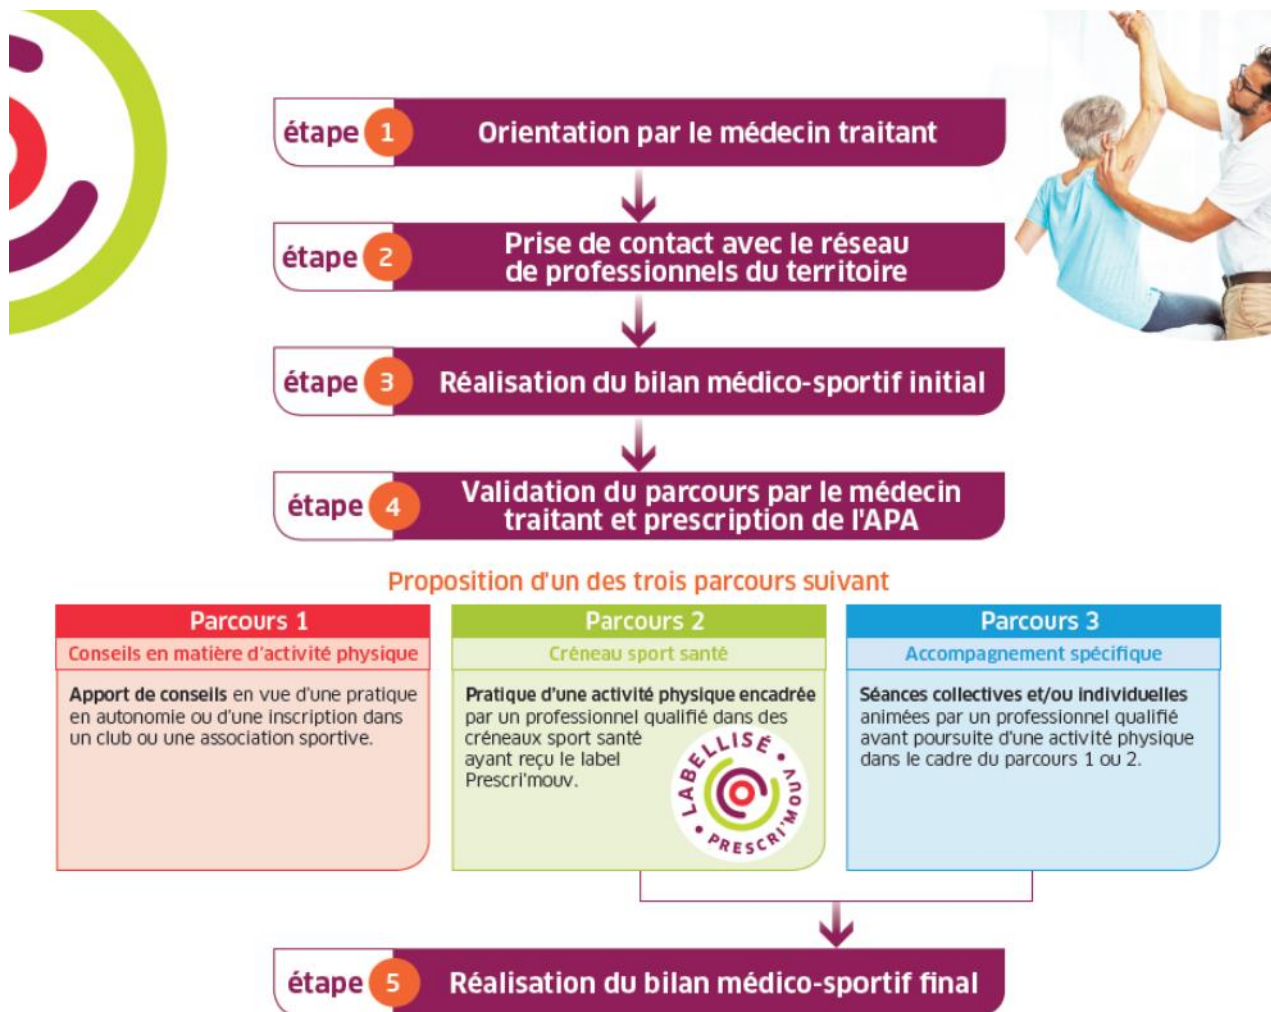 étape 1 Orientation par le médecin traitant
étape 2 Prise de contact avec le réseau
de professionnels du territoire
étape 3 Réalisation du bilan médico-sportif initial
étape 4 Validation du parcours par le médecin
traitant et prescription de l'APA
Proposition d'un des trois parcours suivant
Parcours 1
Conseils en matière d'activité physique
Apport de conseils en vue d'une pratique
en autonomie ou d'une inscription dans
un club ou une association sportive.
Parcours 2
Créneau sport santé
Pratique d'une activité physique encadrée
par un professionnel qualifié dans des
créneaux sport santé
ayant reçu le label
Prescri'mouv.
LABELLISÉ • PRESCRI'MOUV •
Parcours 3
Accompagnement spécifique
Séances collectives et/ou individuelles
animées par un professionnel qualifié
avant poursuite d'une activité physique
dans le cadre du parcours 1 ou 2.
étape 5 Réalisation du bilan médico-sportif final